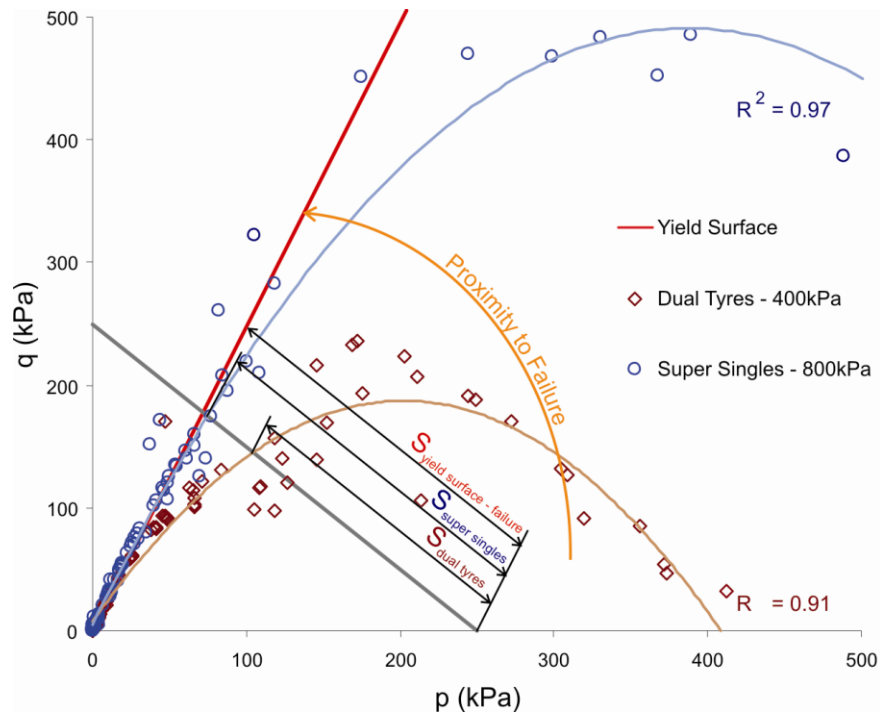 500
400
300
200
100
0
q (kPa)
0
100
200
300
400
500
p (kPa)
R² = 0.97
Yield Surface
Dual Tyres - 400kPa
Super Singles - 800kPa
Proximity to Failure
S yield surface - failure
S super singles
S dual tyres
R = 0.91